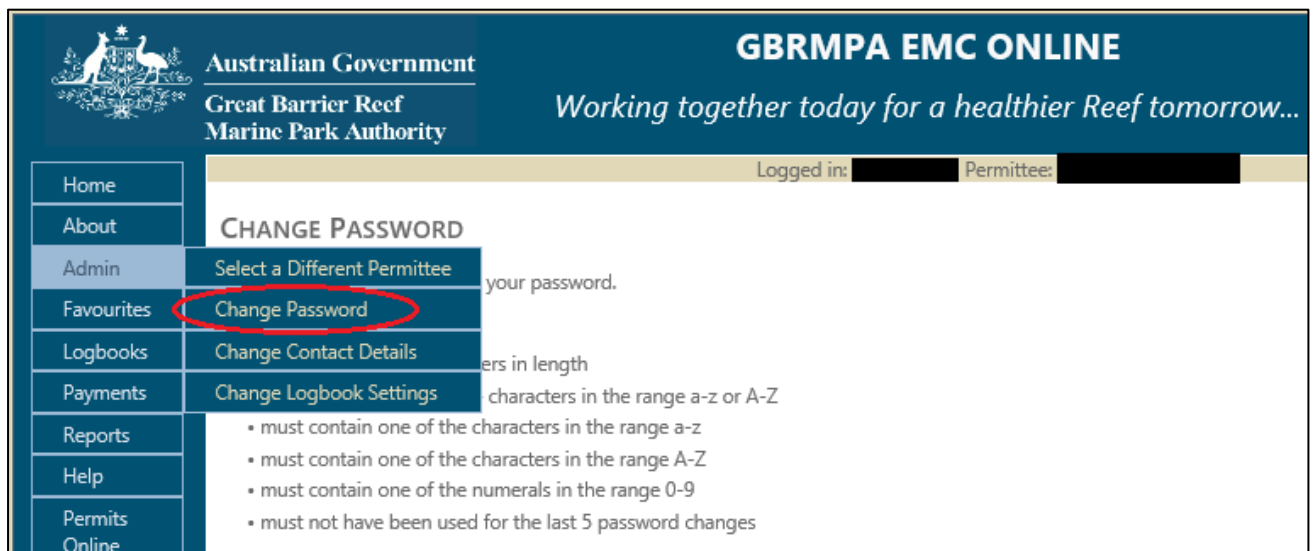 Australian Government
Great Barrier Reef
Marine Park Authority
GBRMPA EMC ONLINE
Working together today for a healthier Reef tomorrow...
Logged in: Permittee:
Home
About
Admin
Favourites
Logbooks
Payments
Reports
Help
Permits
Online
Select a Different Permittee
Change Password
Change Contact Details
Change Logbook Settings
CHANGE PASSWORD
your password.
ers in length
characters in the range a-z or A-Z
• must contain one of the characters in the range a-z
• must contain one of the characters in the range A-Z
• must contain one of the numerals in the range 0-9
• must not have been used for the last 5 password changes